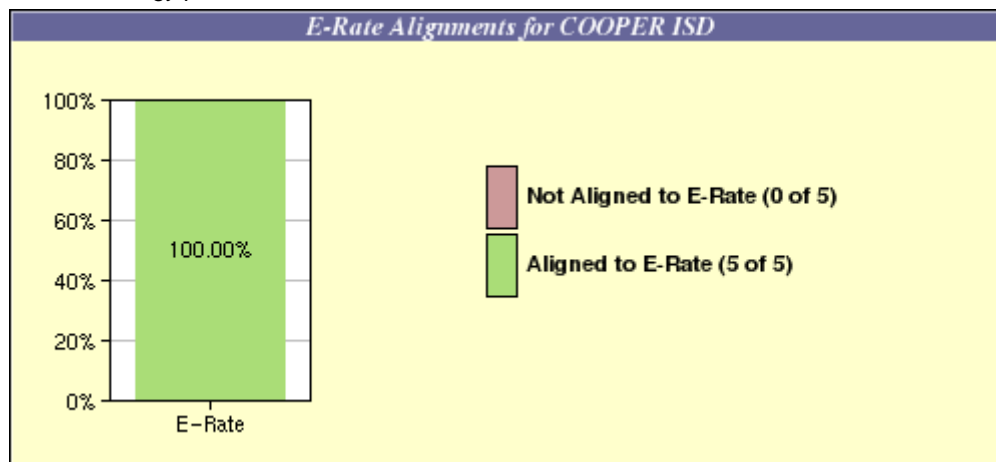 E-Rate Alignments for COOPER ISD
100%
80%
60%
40%
20%
0%
100.00%
E-Rate
Not Aligned to E-Rate (0 of 5)
Aligned to E-Rate (5 of 5)